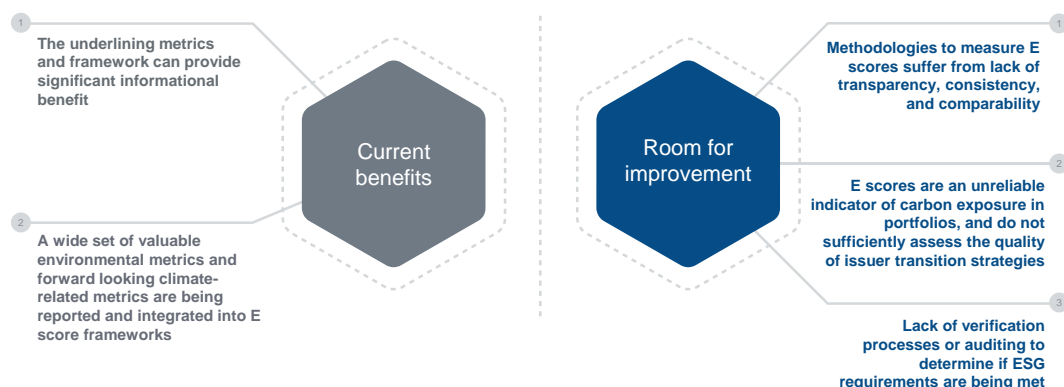 1
The underlining metrics
and framework can provide
significant informational
benefit
Current
benefits
2
A wide set of valuable
environmental metrics and
forward looking climate-
related metrics are being
reported and integrated into E
score frameworks
1
Methodologies to measure E
scores suffer from lack of
transparency, consistency,
and comparability
Room for
improvement
2
E scores are an unreliable
indicator of carbon exposure in
portfolios, and do not
sufficiently assess the quality
of issuer transition strategies
3
Lack of verification
processes or auditing to
determine if ESG
requirements are being met